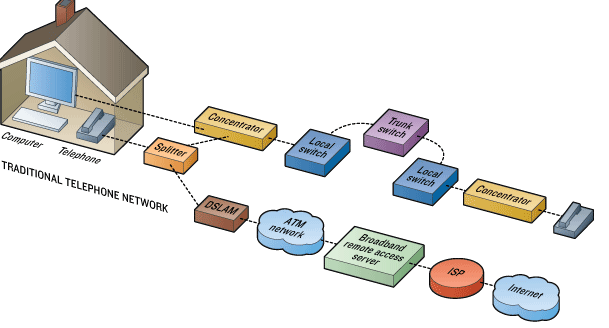 Computer
Telephone
TRADITIONAL TELEPHONE NETWORK
Splitter
Concentrator
Local
switch
Trunk
switch
Local
switch
Concentrator
DSLAM
ATM
network
Broadband
remote access
server
ISP
Internet